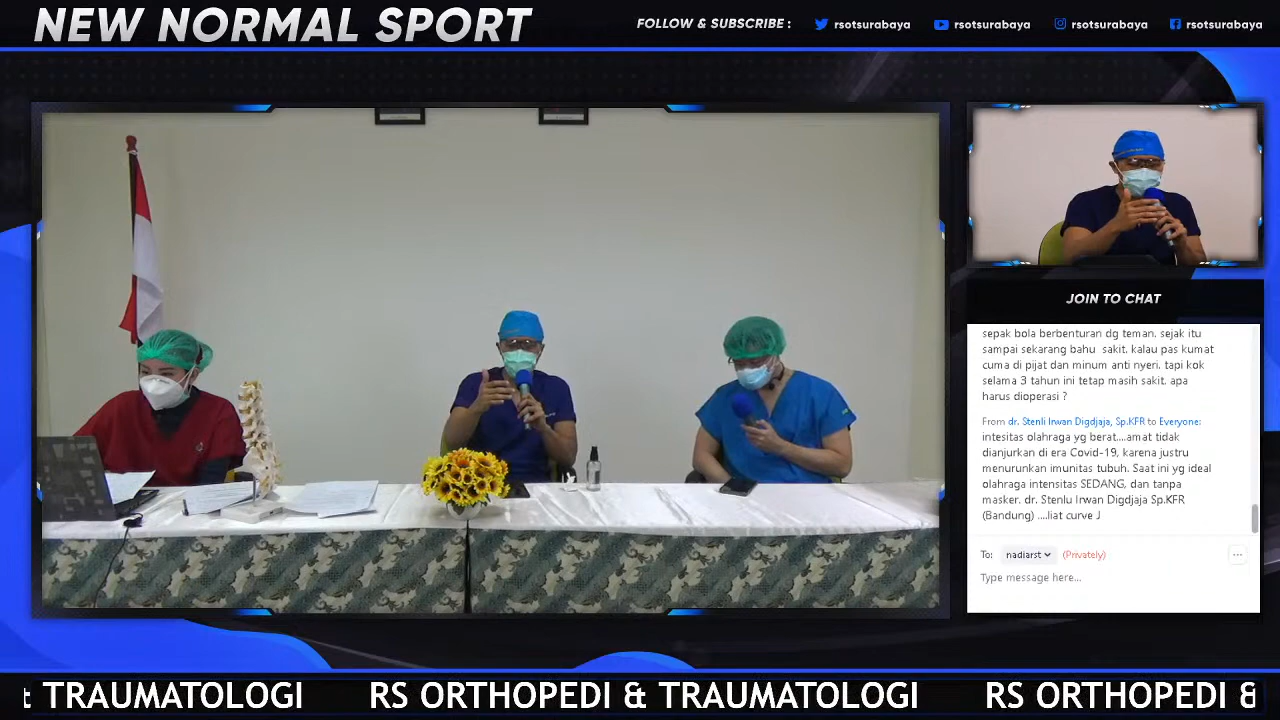 NEW NORMAL SPORT
FOLLOW & SUBSCRIBE :
rsotsurabaya
rsotsurabaya
rsotsurabaya
rsotsurabaya
JOIN TO CHAT
sepak bola berbenturan dg teman. sejak itu
sampai sekarang bahu sakit. kalau pas kumat
cuma di pijat dan minum anti nyeri. tapi kok
selama 3 tahun ini tetap masih sakit. apa
harus dioperasi ?
From dr. Stenli Irwan Digdjaja, Sp.KFR to Everyone:
intesitas olahraga yg berat....amat tidak
dianjurkan di era Covid-19, karena justru
menurunkan imunitas tubuh. Saat ini yg ideal
olahraga intensitas SEDANG, dan tanpa
masker. dr. Stenlu Irwan Digdjaja Sp.KFR
(Bandung) ....liat curve J
To: nadiarst (Privately)
Type message here...
& TRAUMATOLOGI RS ORTHOPEDI & TRAUMATOLOGI RS ORTHOPEDI &